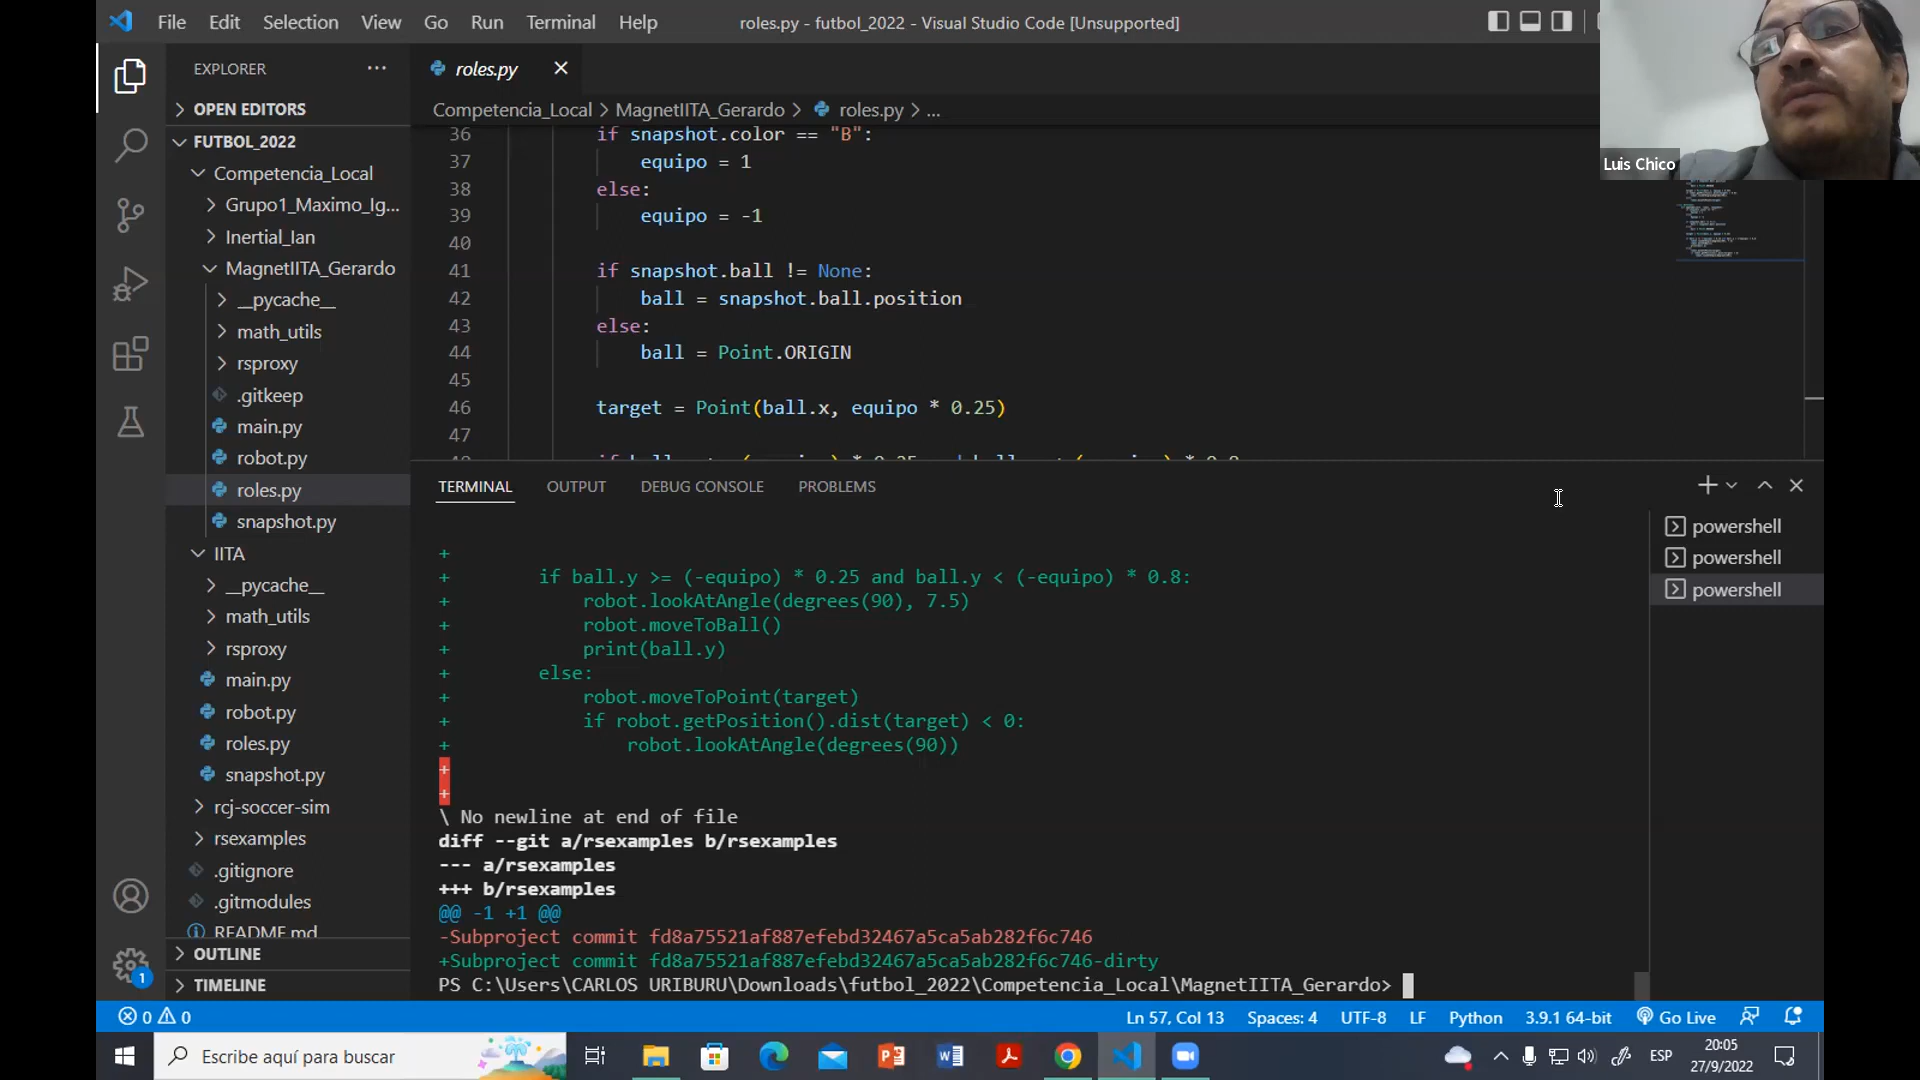 File Edit Selection View Go Run Terminal Help
roles.py - futbol_2022 - Visual Studio Code [Unsupported]
Luis Chico
EXPLORER
OPEN EDITORS
FUTBOL_2022
Competencia_Local
Grupo1_Maximo_Ig...
Inertial_Ian
MagnetIITA_Gerardo
__pycache__
math_utils
rsproxy
.gitkeep
main.py
robot.py
roles.py
snapshot.py
IITA
__pycache__
math_utils
rsproxy
main.py
robot.py
roles.py
snapshot.py
rcj-soccer-sim
rsexamples
.gitignore
.gitmodules
README.md
OUTLINE
TIMELINE
roles.py
Competencia_Local > MagnetIITA_Gerardo > roles.py > ...
36 if snapshot.color == "B":
37 equipo = 1
38 else:
39 equipo = -1
40
41 if snapshot.ball != None:
42 ball = snapshot.ball.position
43 else:
44 ball = Point.ORIGIN
45
46 target = Point(ball.x, equipo * 0.25)
47
TERMINAL OUTPUT DEBUG CONSOLE PROBLEMS
powershell
powershell
powershell
+
+ if ball.y >= (-equipo) * 0.25 and ball.y < (-equipo) * 0.8:
+ robot.lookAtAngle(degrees(90), 7.5)
+ robot.moveToBall()
+ print(ball.y)
+ else:
+ robot.moveToPoint(target)
+ if robot.getPosition().dist(target) < 0:
+ robot.lookAtAngle(degrees(90))
+
+
\ No newline at end of file
diff --git a/rsexamples b/rsexamples
--- a/rsexamples
+++ b/rsexamples
@@ -1 +1 @@
-Subproject commit fd8a75521af887efebd32467a5ca5ab282f6c746
+Subproject commit fd8a75521af887efebd32467a5ca5ab282f6c746-dirty
PS C:\Users\CARLOS URIBURU\Downloads\futbol_2022\Competencia_Local\MagnetIITA_Gerardo>
1
0 0
Ln 57, Col 13 Spaces: 4 UTF-8 LF Python 3.9.1 64-bit Go Live
Escribe aquí para buscar
ESP
20:05
27/9/2022